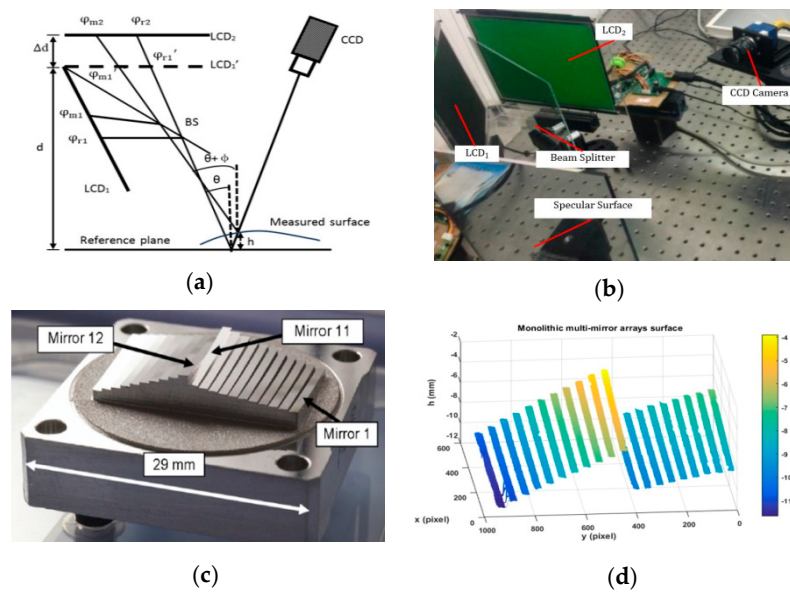 φm2 φr2
CCD
LCD2
Δd
φr1′
LCD1′
φm1′
φm1
BS
φr1
d
θ+ ϕ
LCD1
θ
Measured surface
Reference plane
h
(a)
LCD2
CCD Camera
LCD1
Beam Splitter
Specular Surface
(b)
Mirror 11
Mirror 12
Mirror 1
29 mm
(c)
Monolithic multi-mirror arrays surface
-2
-4
-6
-8
-10
-12
h (mm)
600
400
200
0
x (pixel)
1000
800
600
400
200
0
y (pixel)
-4
-5
-6
-7
-8
-9
-10
-11
(d)